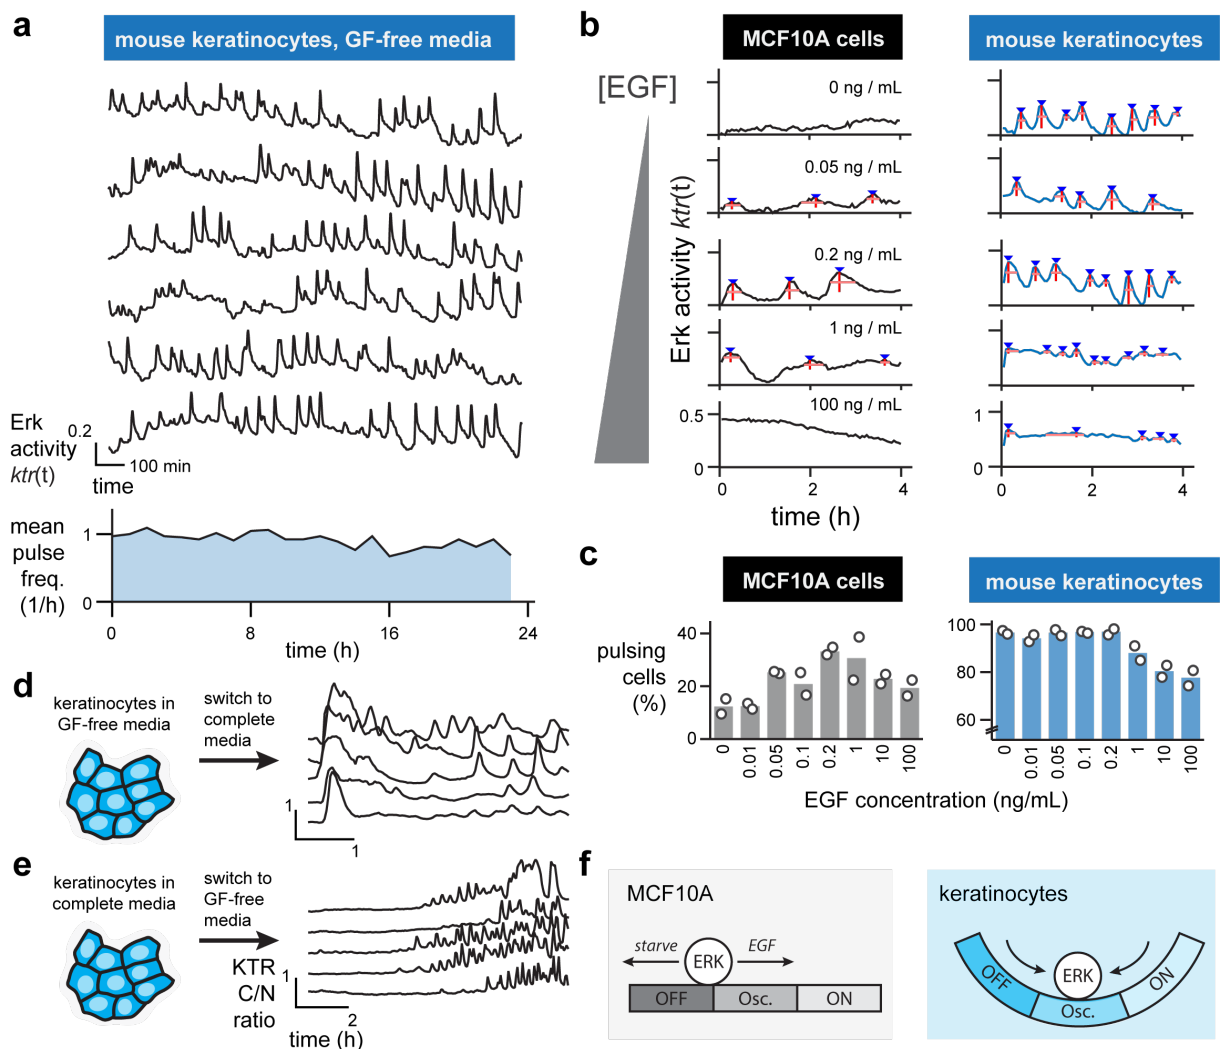 a
mouse keratinocytes, GF-free media
Erk
activity
ktr(t)
0.2
100 min
time
mean
pulse
freq.
(1/h)
1
0
0
8
16
24
time (h)
b
MCF10A cells
mouse keratinocytes
[EGF]
Erk activity ktr(t)
0 ng / mL
0.05 ng / mL
0.2 ng / mL
1 ng / mL
100 ng / mL
0.5
0
0
2
4
1
0
0
2
4
time (h)
c
MCF10A cells
mouse keratinocytes
pulsing
cells
(%)
40
20
0
0
0.01
0.05
0.1
0.2
1
10
100
100
80
60
0
0.01
0.05
0.1
0.2
1
10
100
EGF concentration (ng/mL)
d
keratinocytes in
GF-free media
switch to
complete
media
1
1
e
keratinocytes in
complete media
switch to
GF-free
media
KTR
C/N
ratio
1
2
time (h)
f
MCF10A
starve
ERK
EGF
OFF
Osc.
ON
keratinocytes
ERK
OFF
Osc.
ON